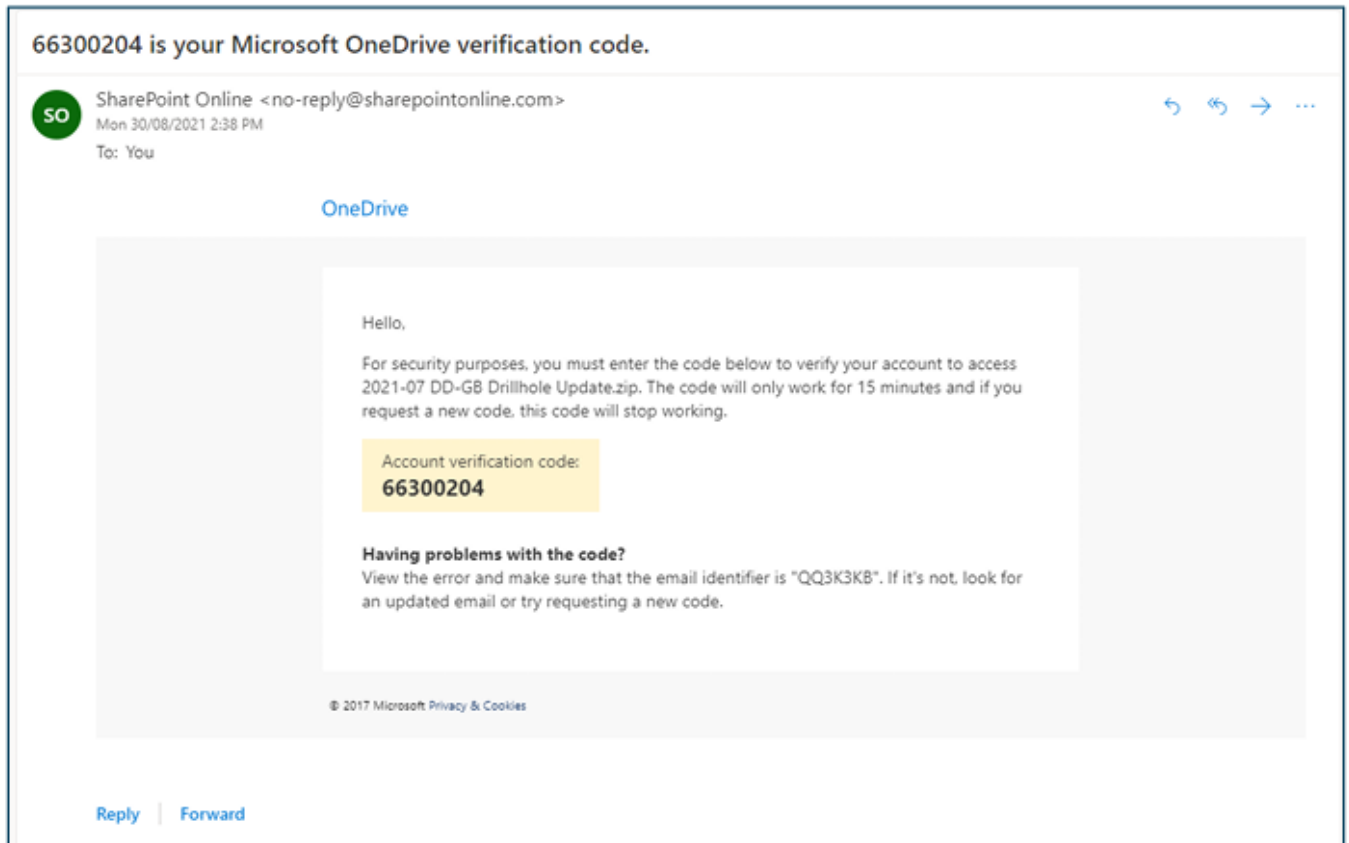 66300204 is your Microsoft OneDrive verification code.
SO
SharePoint Online <no-reply@sharepointonline.com>
Mon 30/08/2021 2:38 PM
To: You
OneDrive
Hello,
For security purposes, you must enter the code below to verify your account to access
2021-07 DD-GB Drillhole Update.zip. The code will only work for 15 minutes and if you
request a new code, this code will stop working.
Account verification code:
66300204
Having problems with the code?
View the error and make sure that the email identifier is "QQ3K3KB". If it's not, look for
an updated email or try requesting a new code.
© 2017 Microsoft Privacy & Cookies
Reply Forward